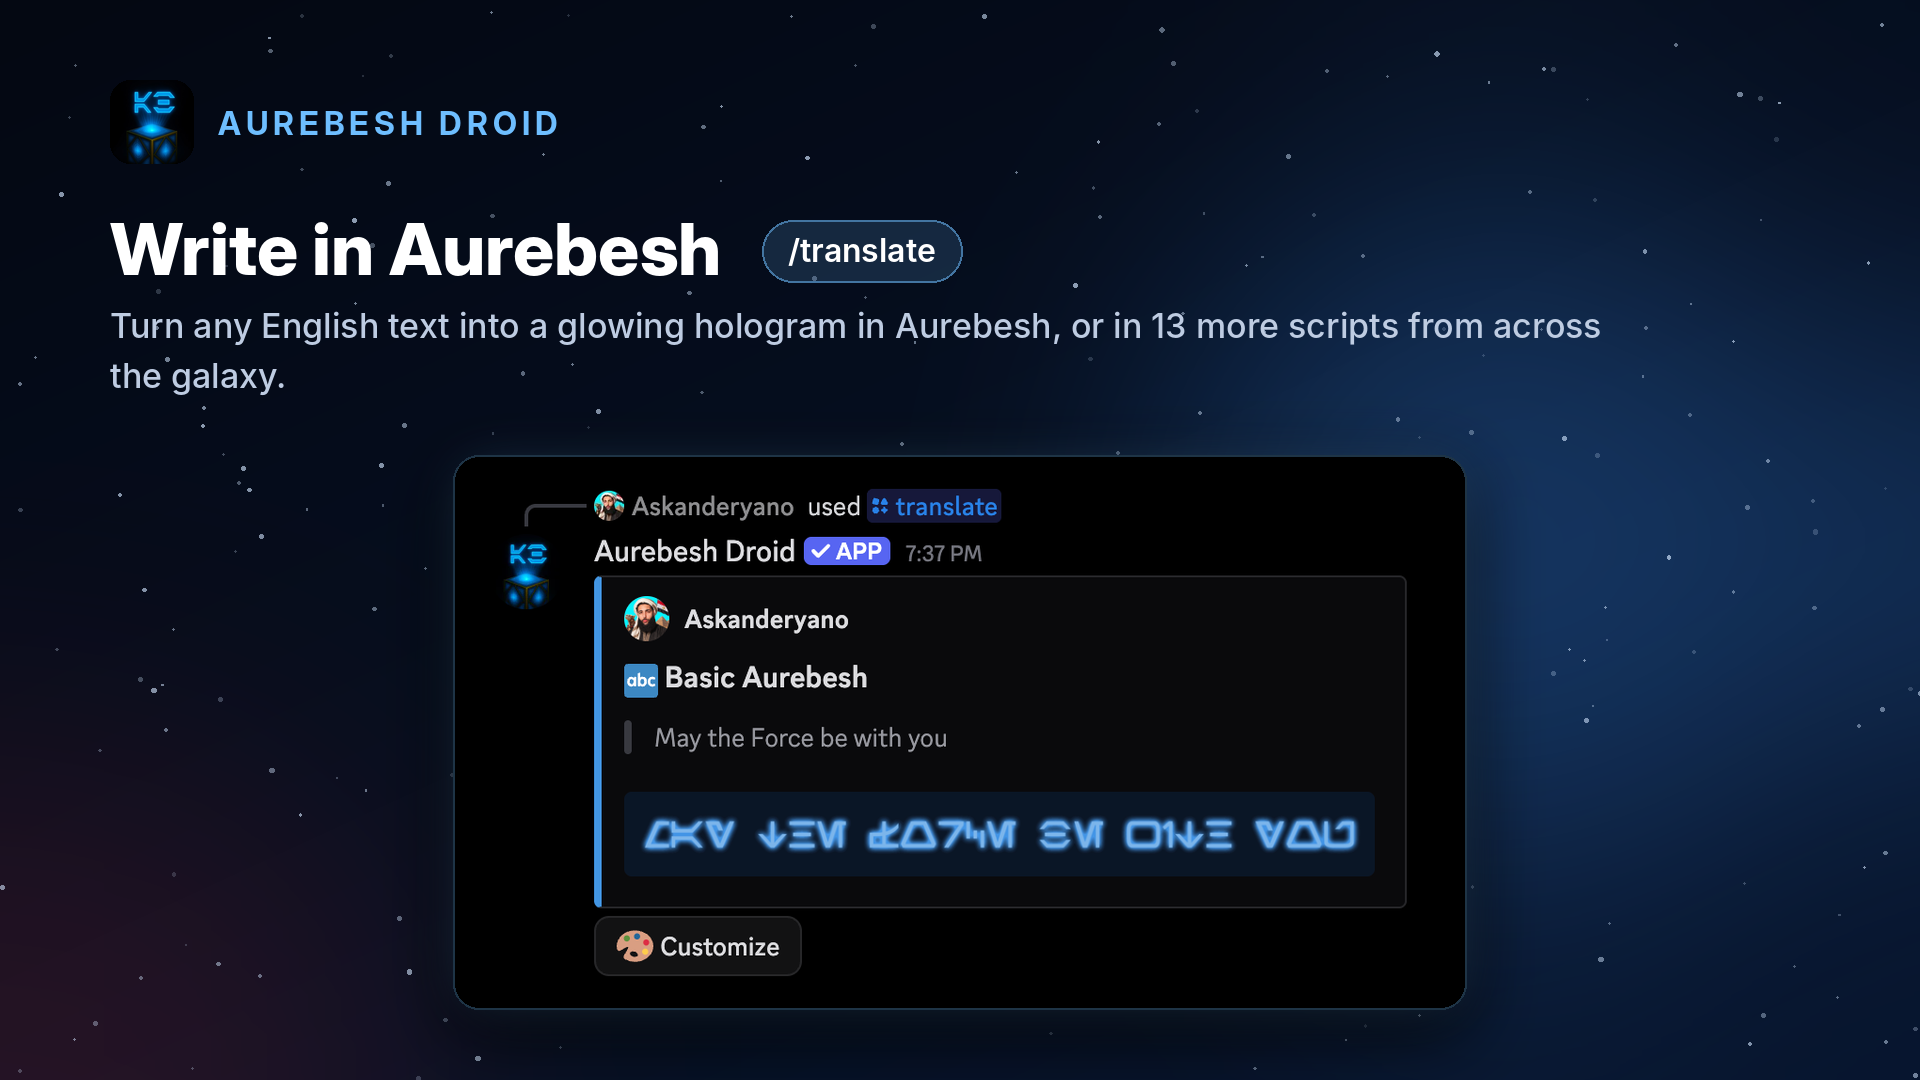 AUREBESH DROID
Write in Aurebesh /translate
Turn any English text into a glowing hologram in Aurebesh, or in 13 more scripts from across
the galaxy.
Askanderyano used translate
Aurebesh Droid APP 7:37 PM
Askanderyano
abc Basic Aurebesh
May the Force be with you
Customize